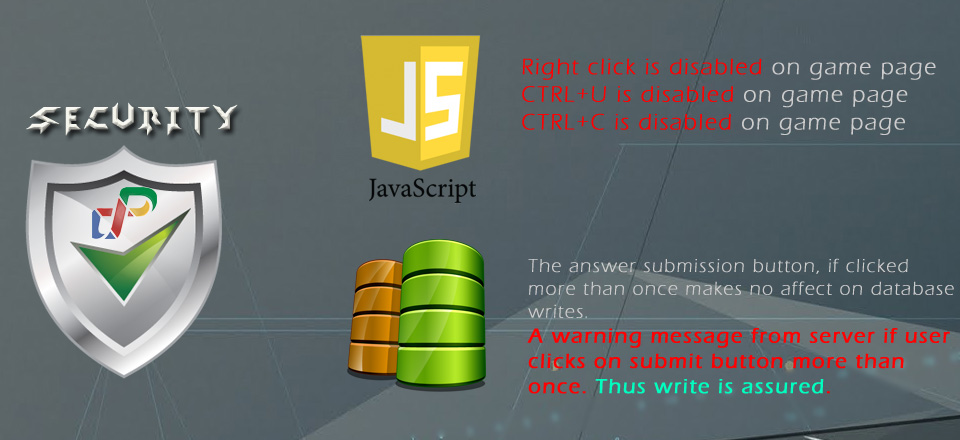 SECURITY
JS
JavaScript
Right click is disabled on game page
CTRL+U is disabled on game page
CTRL+C is disabled on game page
The answer submission button, if clicked
more than once makes no affect on database
writes.
A warning message from server if user
clicks on submit button more than
once. Thus write is assured.